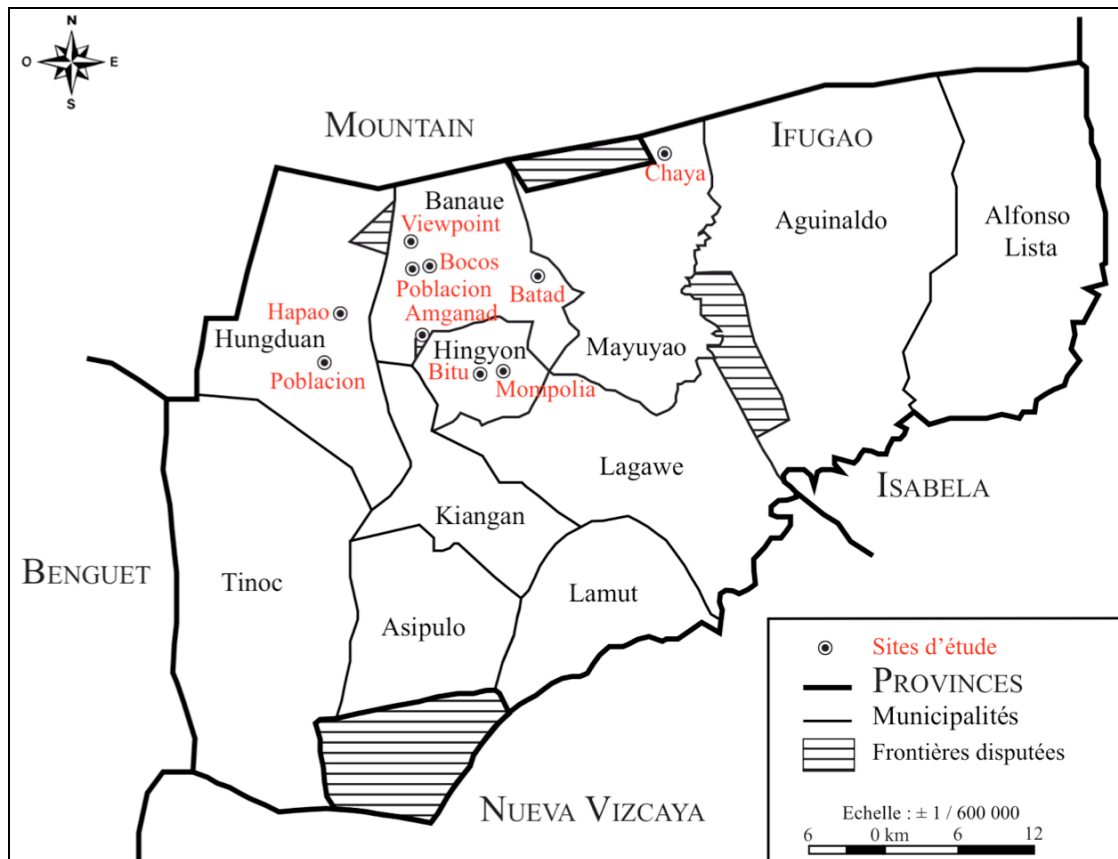 N
O
E
S
MOUNTAIN
IFUGAO
Chaya
Banaue
Viewpoint
Aguinaldo
Alfonso
Lista
Bocos
Poblacion
Batad
Amganad
Hapao
Hungduan
Hingyon
Mayuyao
Poblacion
Bitu
Mompolia
Lagawe
ISABELA
Kiangan
BENGUET
Tinoc
Lamut
Asipulo
NUEVA VIZCAYA
Sites d'étude
PROVINCES
Municipalités
Frontières disputées
Echelle : ± 1 / 600 000
6 0 km 6 12